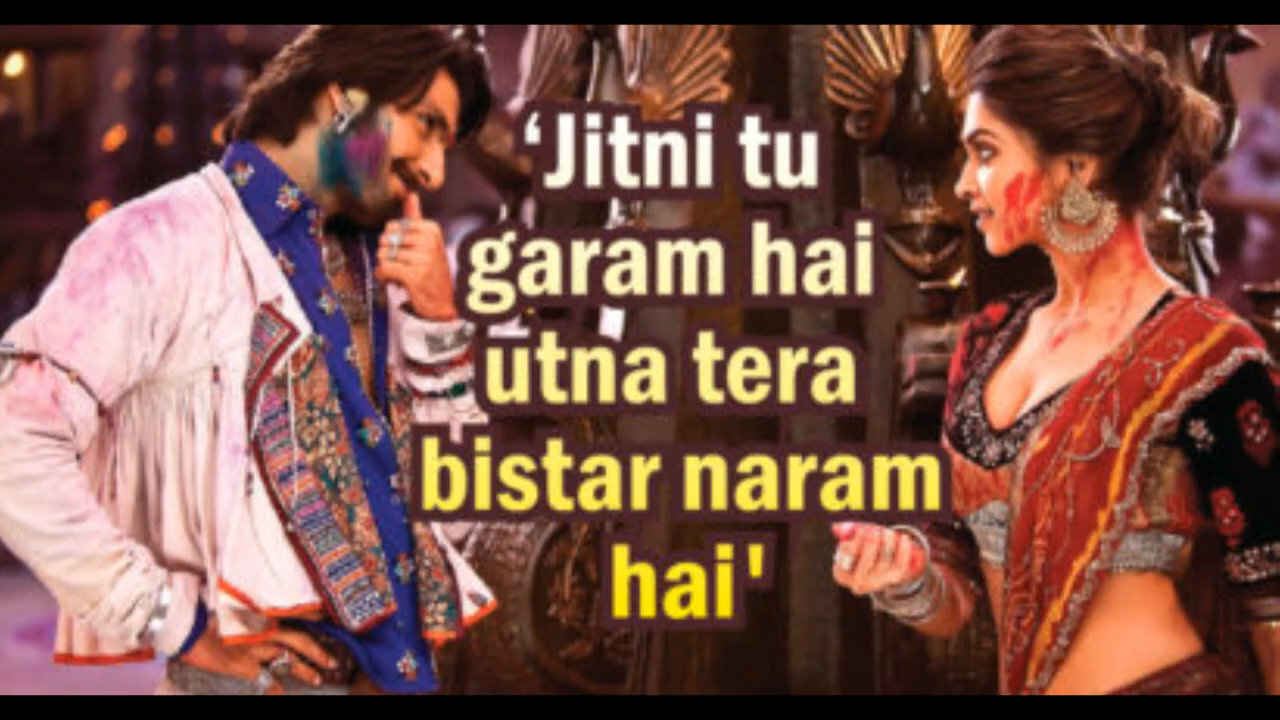 ‘Jitni tu
garam hai
utna tera
bistar naram
hai'